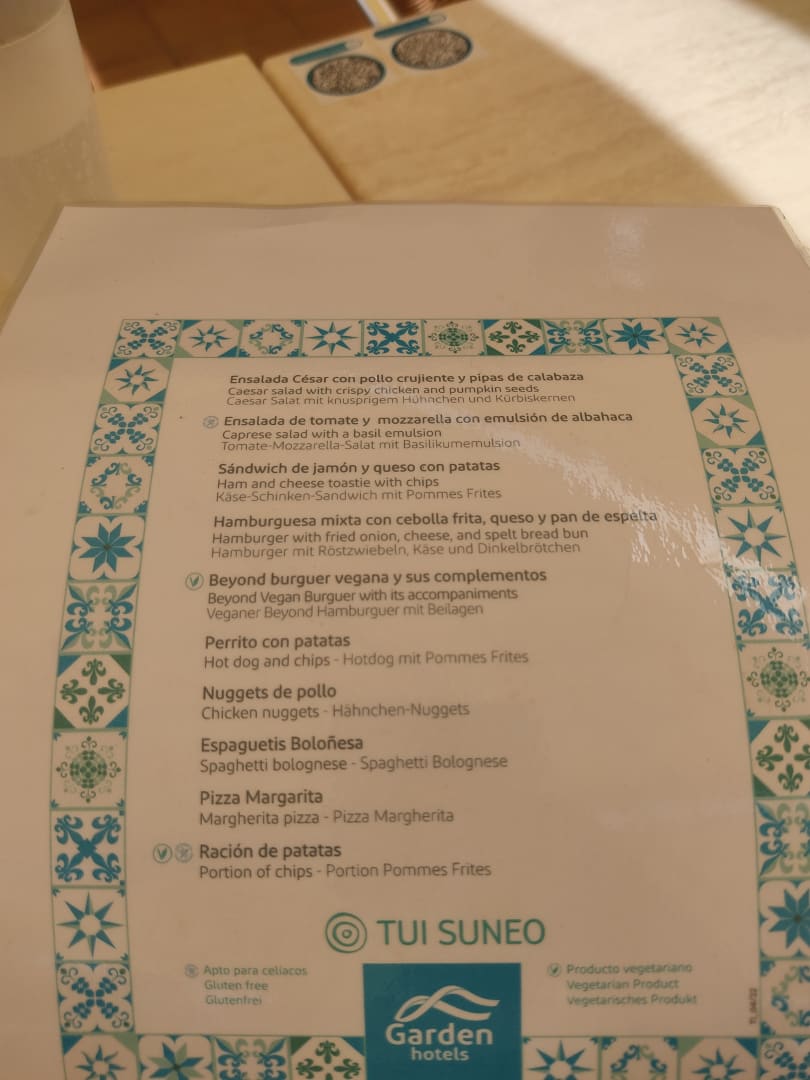 Ensalada César con pollo crujiente y pipas de calabaza
Caesar salad with crispy chicken and pumpkin seeds
Caesar Salat mit knusprigem Hühnchen und Kürbiskernen
Ensalada de tomate y mozzarella con emulsión de albahaca
Caprese salad with a basil emulsion
Tomate-Mozzarella-Salat mit Basilikumemulsion
Sándwich de jamón y queso con patatas
Ham and cheese toastie with chips
Käse-Schinken-Sandwich mit Pommes Frites
Hamburguesa mixta con cebolla frita, queso y pan de espelta
Hamburger with fried onion, cheese, and spelt bread bun
Hamburger mit Röstzwiebeln, Käse und Dinkelbrötchen
Beyond burguer vegana y sus complementos
Beyond Vegan Burguer with its accompaniments
Veganer Beyond Hamburguer mit Beilagen
Perrito con patatas
Hot dog and chips - Hotdog mit Pommes Frites
Nuggets de pollo
Chicken nuggets - Hähnchen-Nuggets
Espaguetis Boloñesa
Spaghetti bolognese - Spaghetti Bolognese
Pizza Margarita
Margherita pizza - Pizza Margherita
Ración de patatas
Portion of chips - Portion Pommes Frites
TUI SUNEO
Apto para celíacos
Gluten free
Glutenfrei
Producto vegetariano
Vegetarian Product
Vegetarisches Produkt
Garden
hotels